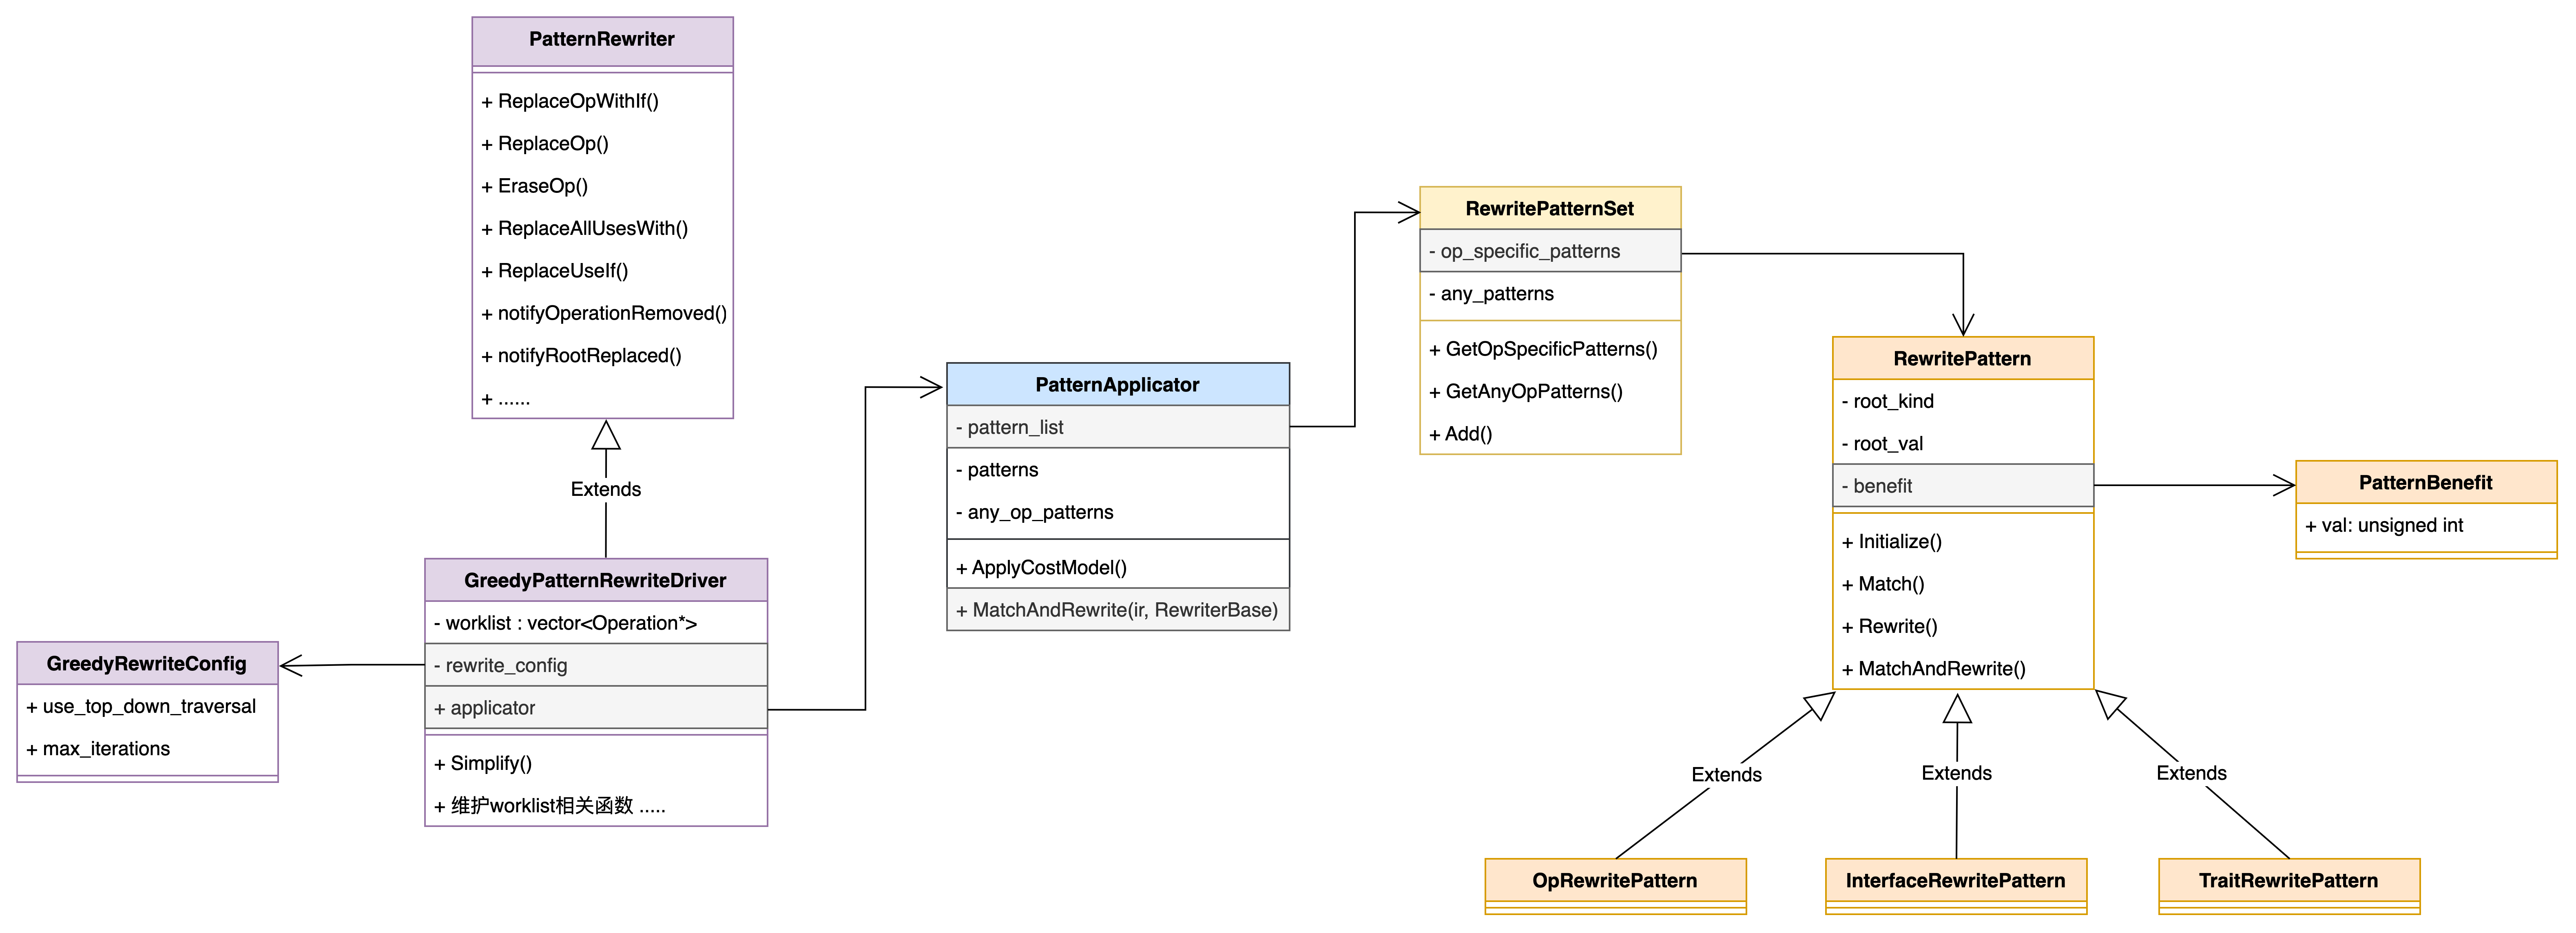 PatternRewriter
+ ReplaceOpWithIf()
+ ReplaceOp()
+ EraseOp()
+ ReplaceAllUsesWith()
+ ReplaceUseIf()
+ notifyOperationRemoved()
+ notifyRootReplaced()
+ ......
Extends
GreedyPatternRewriteDriver
- worklist : vector<Operation*>
- rewrite_config
+ applicator
+ Simplify()
+ 维护worklist相关函数 .....
GreedyRewriteConfig
+ use_top_down_traversal
+ max_iterations
PatternApplicator
- pattern_list
- patterns
- any_op_patterns
+ ApplyCostModel()
+ MatchAndRewrite(ir, RewriterBase)
RewritePatternSet
- op_specific_patterns
- any_patterns
+ GetOpSpecificPatterns()
+ GetAnyOpPatterns()
+ Add()
RewritePattern
- root_kind
- root_val
- benefit
+ Initialize()
+ Match()
+ Rewrite()
+ MatchAndRewrite()
PatternBenefit
+ val: unsigned int
Extends
Extends
Extends
OpRewritePattern
InterfaceRewritePattern
TraitRewritePattern